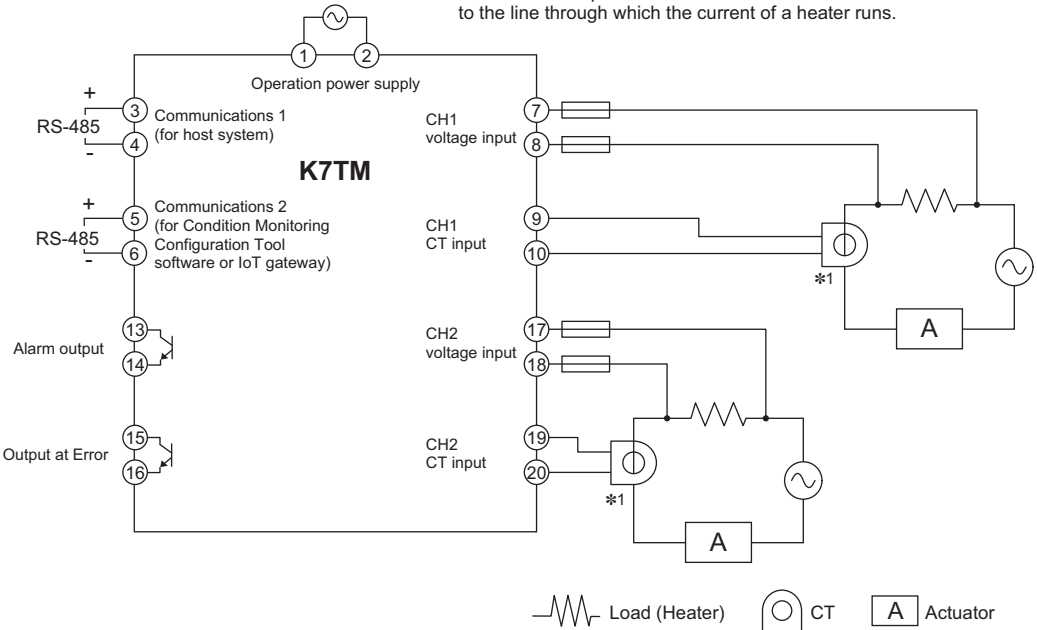 to the line through which the current of a heater runs.
1
2
Operation power supply
+
RS-485
-
3
4
Communications 1
(for host system)
K7TM
+
RS-485
-
5
6
Communications 2
(for Condition Monitoring
Configuration Tool
software or IoT gateway)
Alarm output
13
14
Output at Error
15
16
CH1
voltage input
7
8
CH1
CT input
9
10
✻1
A
CH2
voltage input
17
18
CH2
CT input
19
20
✻1
A
Load (Heater)
CT
A Actuator